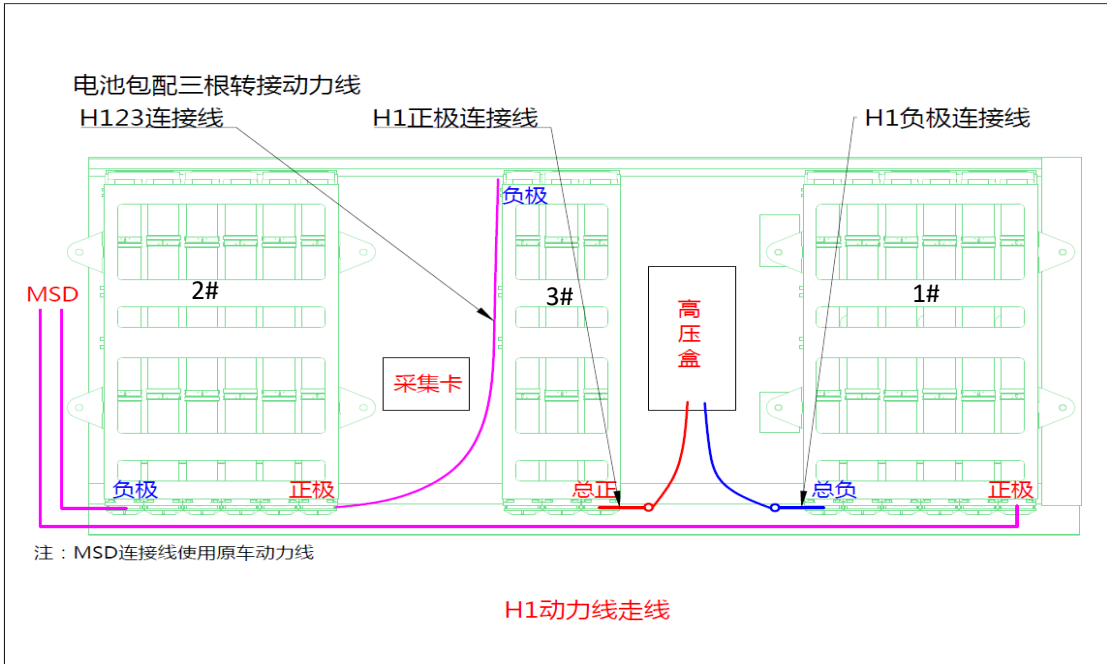 电池包配三根转接动力线
H123连接线
H1正极连接线
H1负极连接线
负极
2#
3#
1#
MSD
高压盒
采集卡
负极
正极
总正
总负
正极
注：MSD连接线使用原车动力线
H1动力线走线